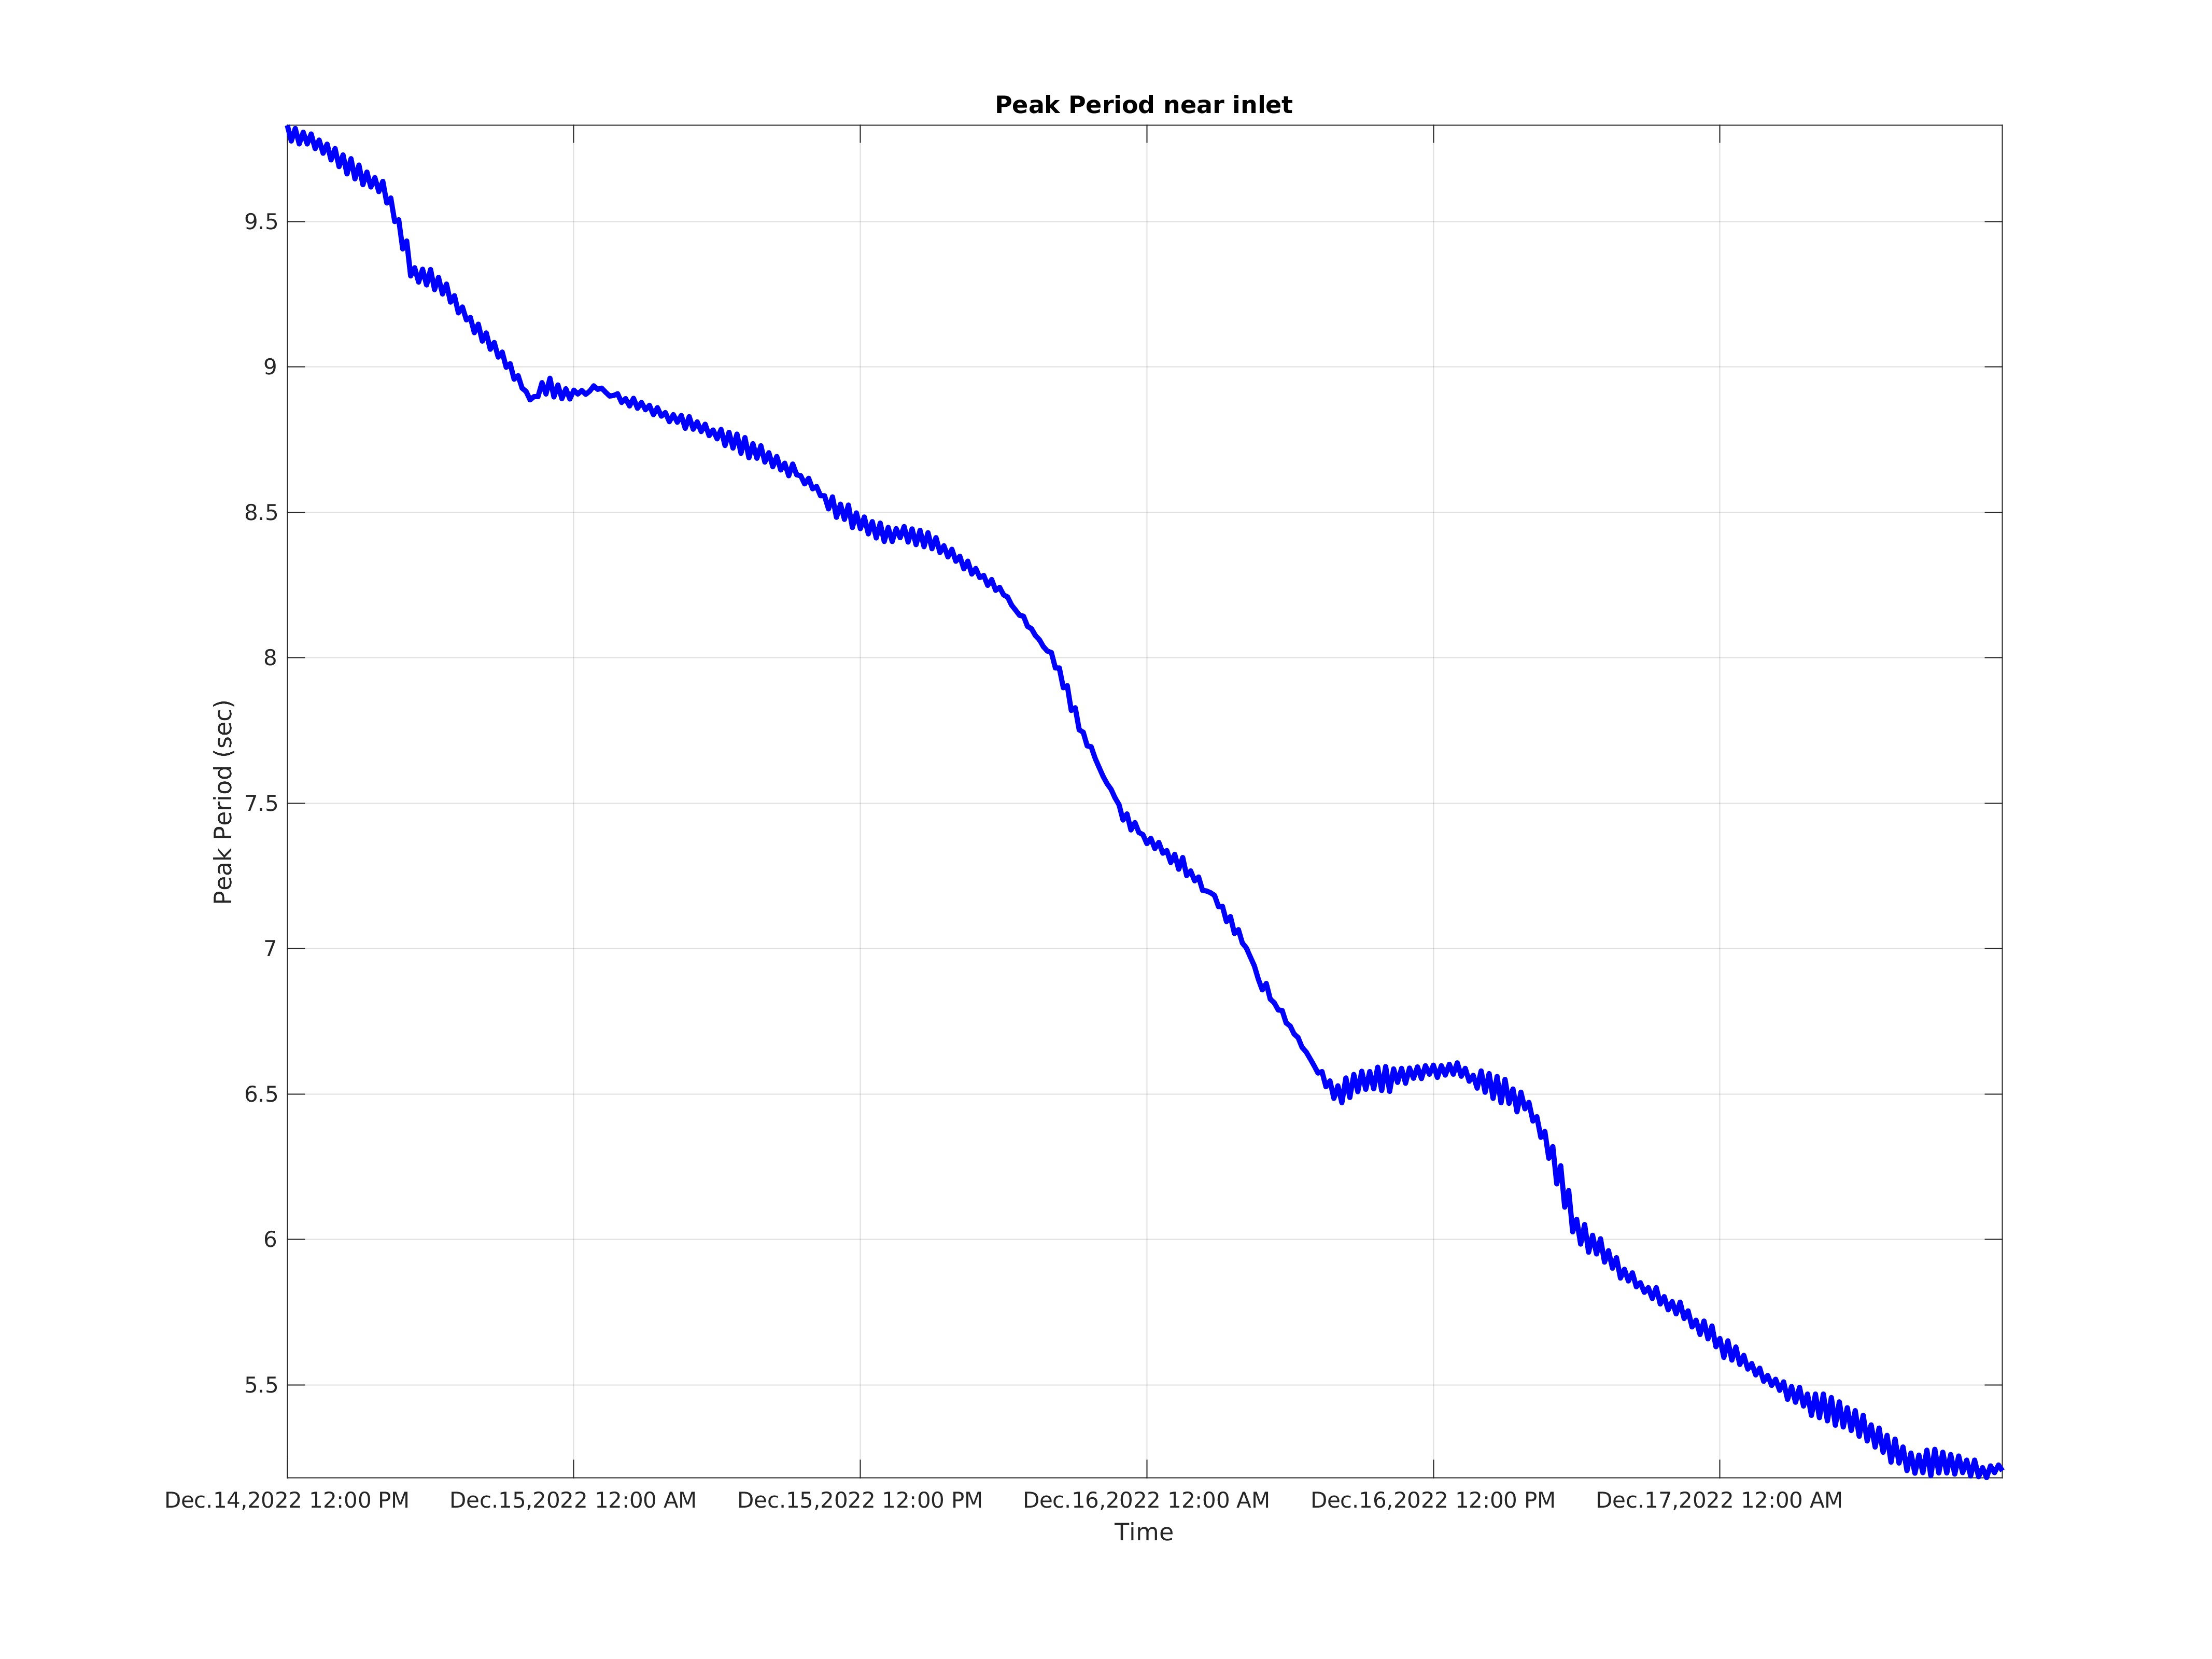 Peak Period near inlet
Peak Period (sec)
9.5
9
8.5
8
7.5
7
6.5
6
5.5
Dec.14,2022 12:00 PM
Dec.15,2022 12:00 AM
Dec.15,2022 12:00 PM
Dec.16,2022 12:00 AM
Dec.16,2022 12:00 PM
Dec.17,2022 12:00 AM
Time